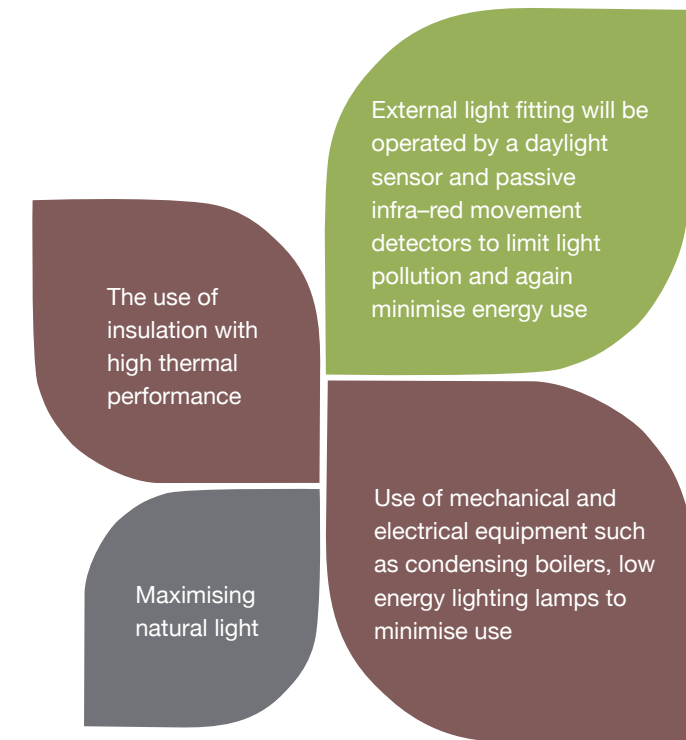 External light fitting will be
operated by a daylight
sensor and passive
infra–red movement
detectors to limit light
pollution and again
minimise energy use
The use of
insulation with
high thermal
performance
Use of mechanical and
electrical equipment such
as condensing boilers, low
energy lighting lamps to
minimise use
Maximising
natural light